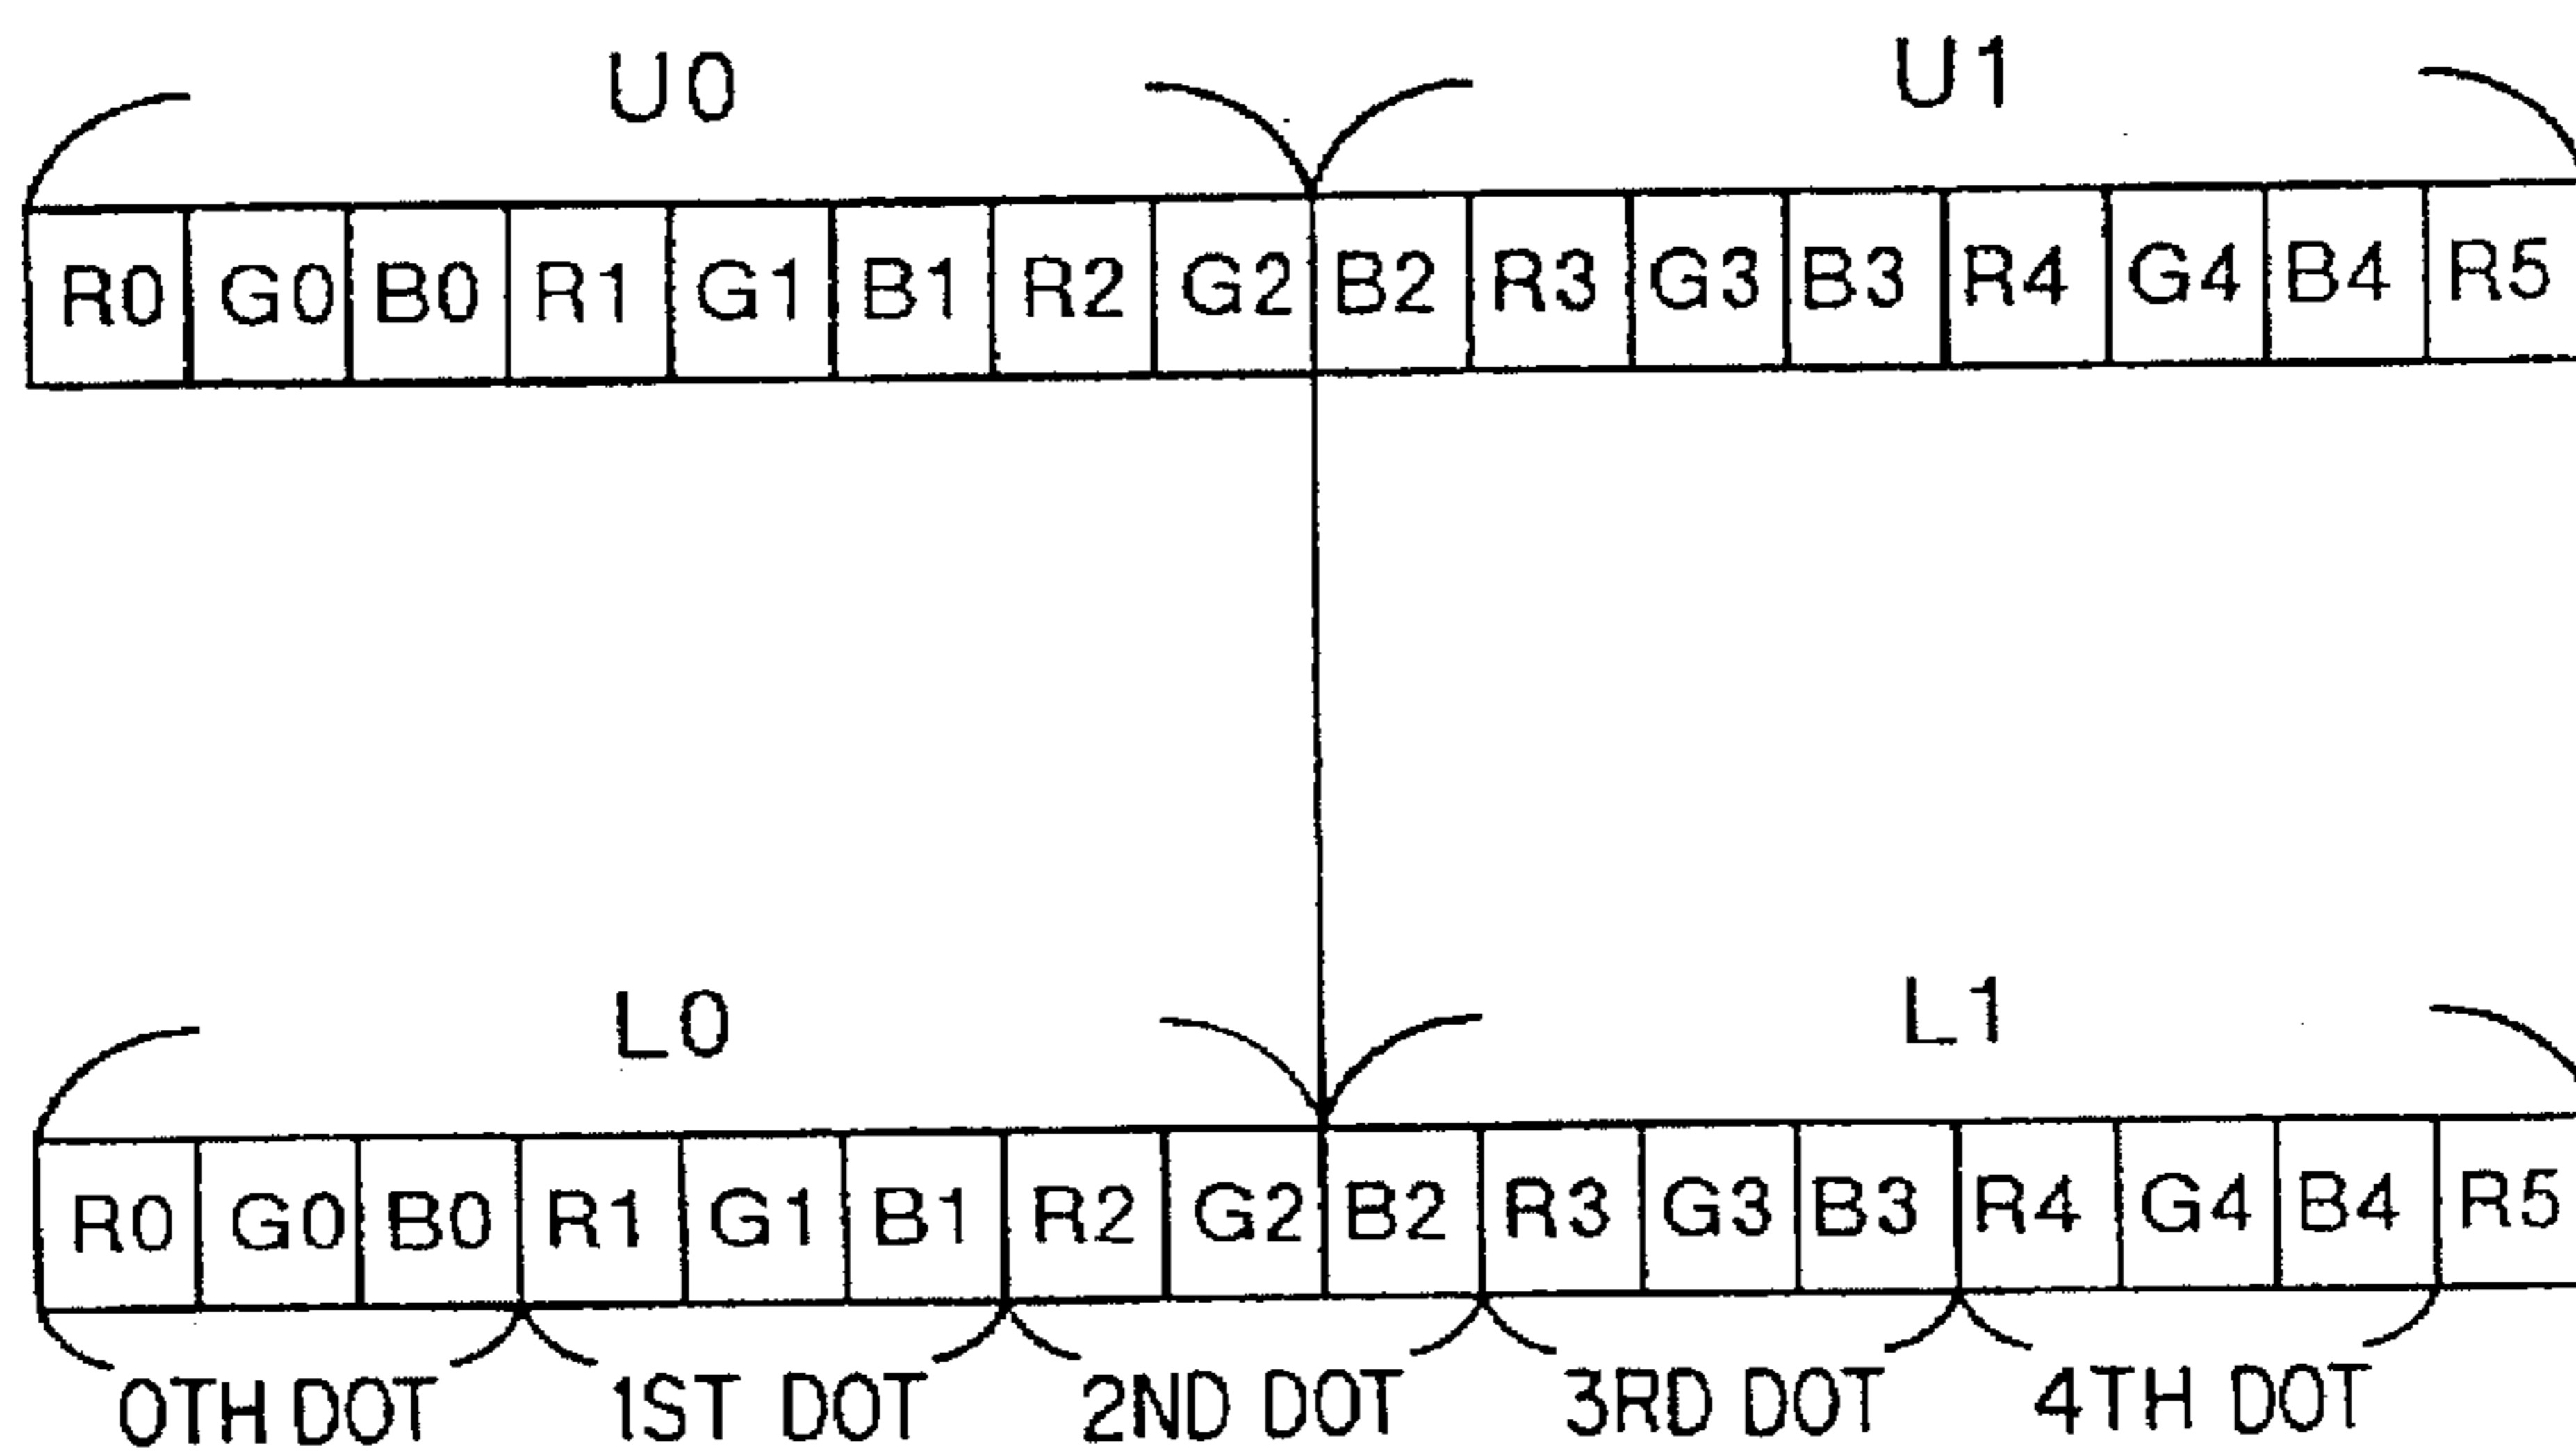 U0 U1
R0 G0 B0 R1 G1 B1 R2 G2 B2 R3 G3 B3 R4 G4 B4 R5
L0 L1
R0 G0 B0 R1 G1 B1 R2 G2 B2 R3 G3 B3 R4 G4 B4 R5
0TH DOT 1ST DOT 2ND DOT 3RD DOT 4TH DOT